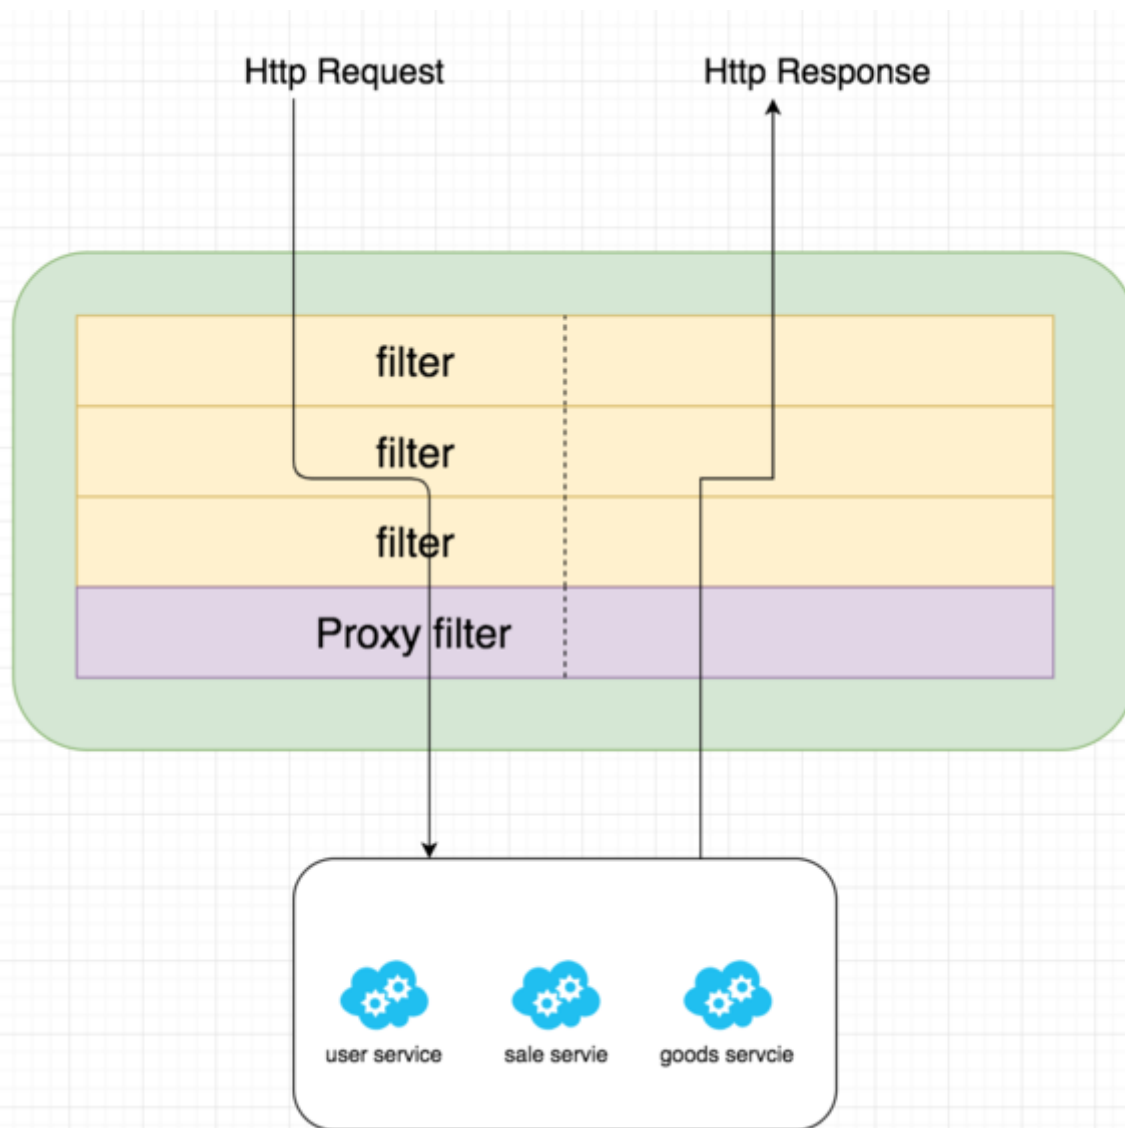 Http Request
Http Response
filter
filter
filter
Proxy filter
user service
sale servie
goods servcie